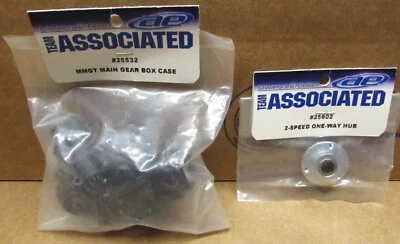 TEAM
ASSOCIATED
#25532
MMGT MAIN GEAR BOX CASE
TEAM
ASSOCIATED
#25602
2-SPEED ONE-WAY HUB